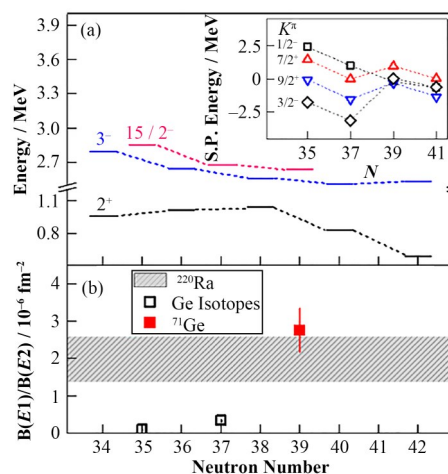 (a)
Energy / MeV
3.9
3.6
3.3
3.0
2.7
1.1
0.8
3⁻
15 / 2⁻
2⁺
S.P. Energy / MeV
2.5
0
−2.5
Kπ
1/2⁻
7/2⁺
9/2⁻
3/2⁻
35 37 39 41
N
(b)
B(E1)/B(E2) / 10⁻⁶ fm⁻²
4
3
2
1
0
²²⁰Ra
Ge Isotopes
⁷¹Ge
34 35 36 37 38 39 40 41 42
Neutron Number